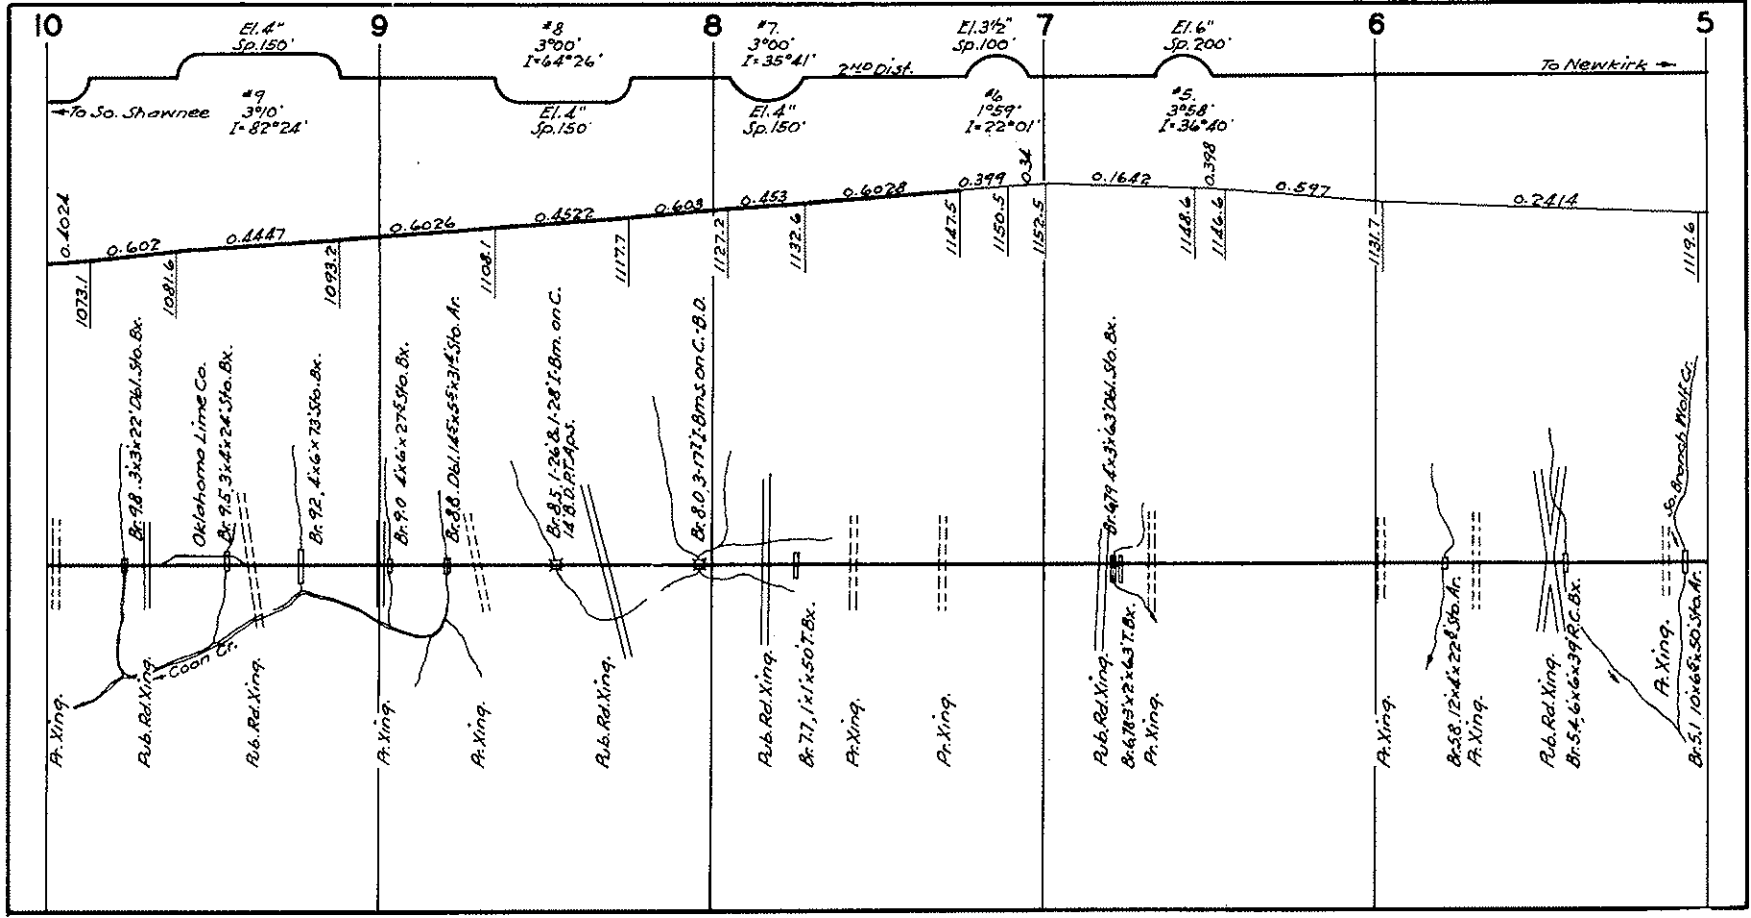 10
9
8
7
6
5
El.4"
Sp.150'
#8
3°00'
I=64°26'
#7.
3°00'
I=35°41'
El.3½"
Sp.100'
El.6"
Sp.200'
2ND Dist.
To Newkirk →
← To So. Shawnee
#9
3°10'
I=82°24'
El.4"
Sp.150'
El.4"
Sp.150'
#6
1°59'
I=22°01'
#5.
3°58'
I=36°40'
0.4024
0.602
0.4447
0.6026
0.4522
0.603
0.453
0.6028
0.399
0.34
0.1642
0.398
0.597
0.2414
1073.1
1081.6
1093.2
1108.1
1117.7
1127.2
1132.6
1147.5
1150.5
1152.5
1148.6
1146.6
1131.7
1119.6
Br.9.8. 3'x3'x22' Dbl. Sto. Bx.
Oklahoma Lime Co.
Br. 9.5, 3'x4'x24' Sto. Bx.
Br. 9.2, 4'x6'x73' Sto. Bx.
Br. 9.0 4'x6'x27⁵ Sto. Bx.
Br. 8.8. Dbl. 14⁵x5⁵x31⁴ Sto. Ar.
Br. 8.5, 1-26' & 1-28' I-Bm. on C.
14' B.D.P.T. Aps.
Br. 8.0 3-17' I-Bms. on C.-B.D.
Br. 6.79 4'x3'x63' Dbl. Sto. Bx.
So. Branch Wolf Cr.
← Coon Cr.
Pr. Xing.
Pub. Rd. Xing.
Pub. Rd. Xing.
Pr. Xing.
Pr. Xing.
Pub. Rd. Xing.
Pub. Rd. Xing.
Br. 7.7, 1'x1'x50' T. Bx.
Pr. Xing.
Pr. Xing.
Pub. Rd. Xing.
Br. 6.78 3'x2'x63' T. Bx.
Pr. Xing.
Pr. Xing.
Br. 5.8. 12'x4'x22⁸ Sto. Ar.
Pr. Xing.
Pub. Rd. Xing.
Br. 5.4, 6'x6'x39' R.C. Bx.
Pr. Xing.
Br. 5.1 10'x6⁵x50' Sto. Ar.